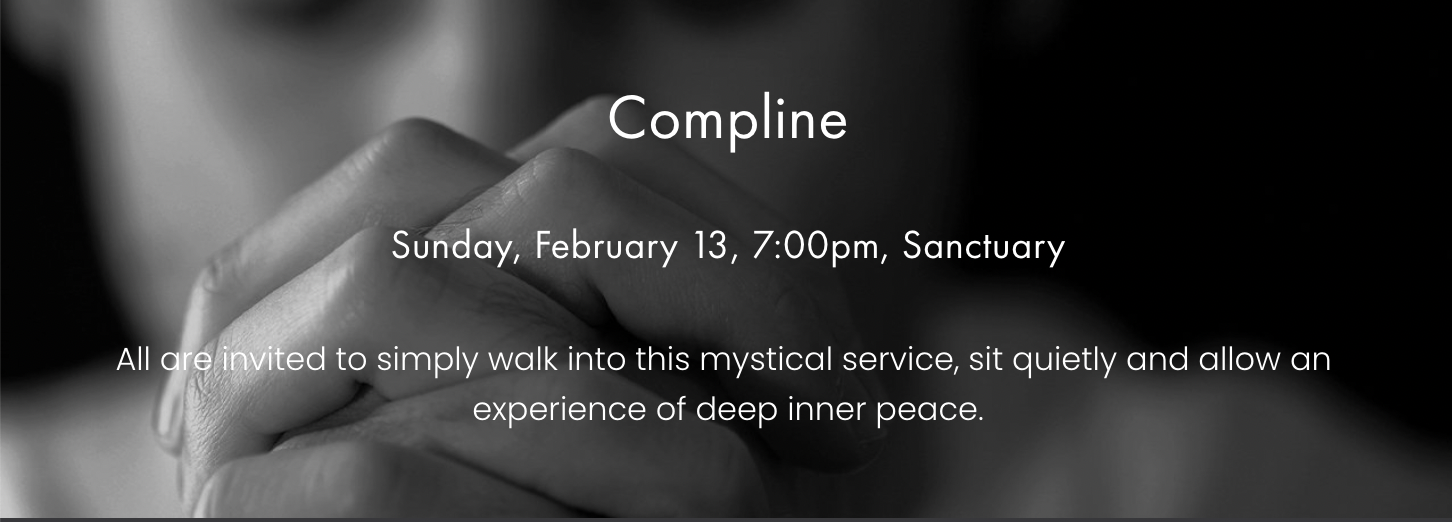 Compline
Sunday, February 13, 7:00pm, Sanctuary
All are invited to simply walk into this mystical service, sit quietly and allow an
experience of deep inner peace.